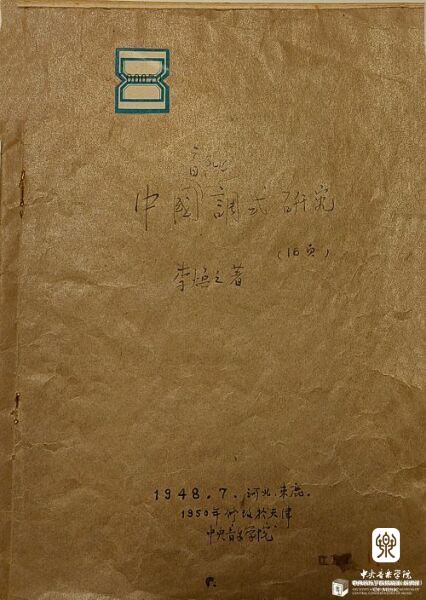 音
中國調式研究
(16页)
李焕之著
1948.7. 河北.束鹿.
1950年修改於天津
中央音乐学院
中央音乐学院
OF MUSIC